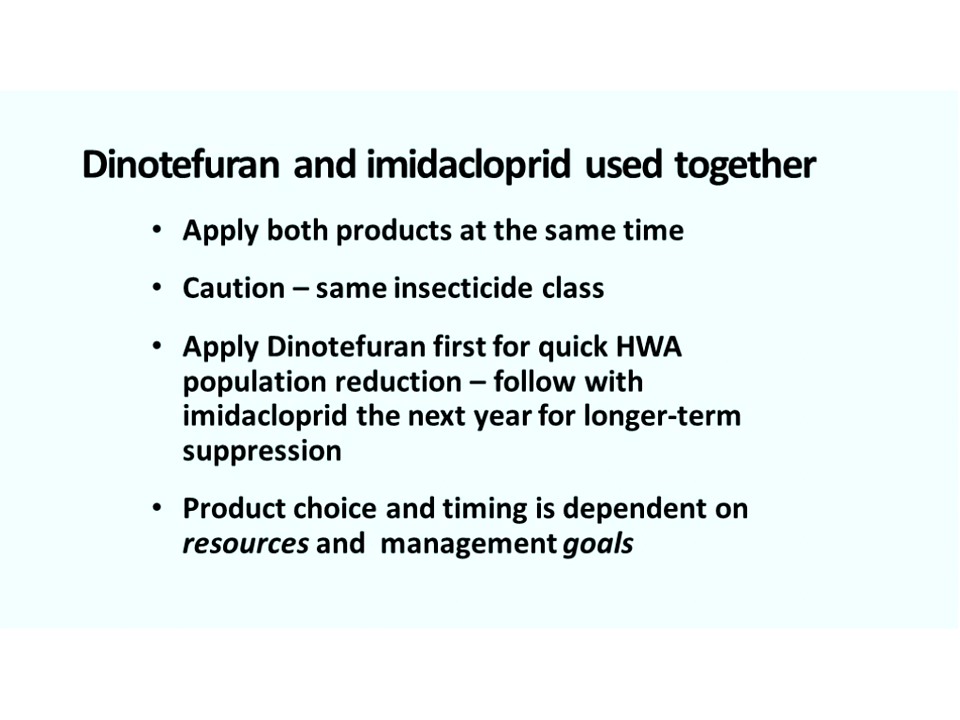 Dinotefuran and imidacloprid used together
• Apply both products at the same time
• Caution – same insecticide class
• Apply Dinotefuran first for quick HWA
population reduction – follow with
imidacloprid the next year for longer-term
suppression
• Product choice and timing is dependent on
resources and management goals